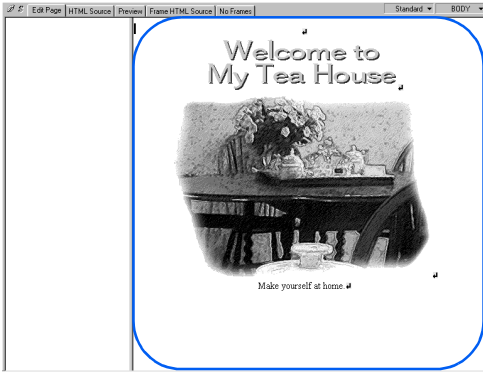 Edit Page HTML Source Preview Frame HTML Source No Frames Standard BODY
Welcome to
My Tea House
Make yourself at home.